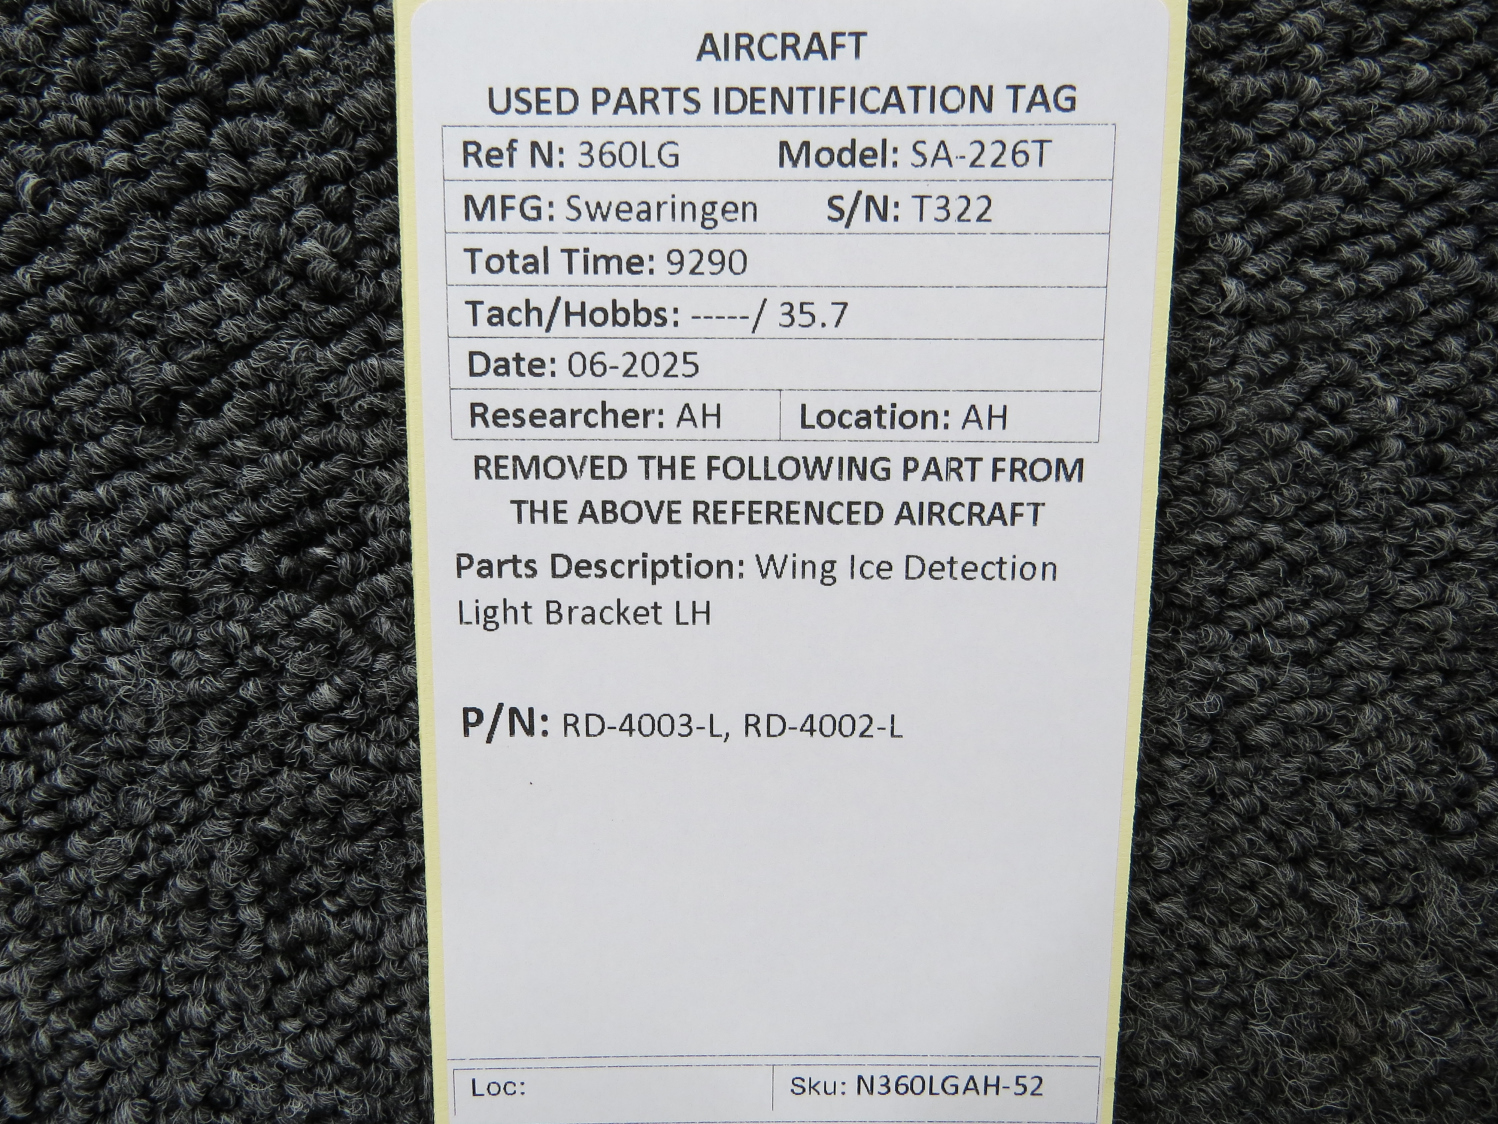 AIRCRAFT
USED PARTS IDENTIFICATION TAG
Ref N: 360LG Model: SA-226T
MFG: Swearingen S/N: T322
Total Time: 9290
Tach/Hobbs: -----/ 35.7
Date: 06-2025
Researcher: AH Location: AH
REMOVED THE FOLLOWING PART FROM
THE ABOVE REFERENCED AIRCRAFT
Parts Description: Wing Ice Detection
Light Bracket LH
P/N: RD-4003-L, RD-4002-L
Loc: Sku: N360LGAH-52